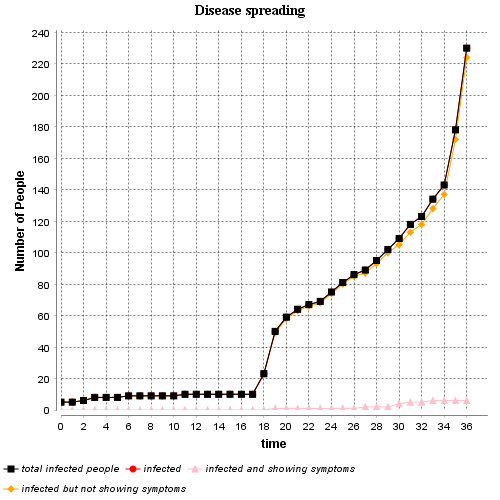 Disease spreading
240
220
200
180
160
140
120
100
80
60
40
20
0
Number of People
0 2 4 6 8 10 12 14 16 18 20 22 24 26 28 30 32 34 36
time
total infected people infected infected and showing symptoms
infected but not showing symptoms